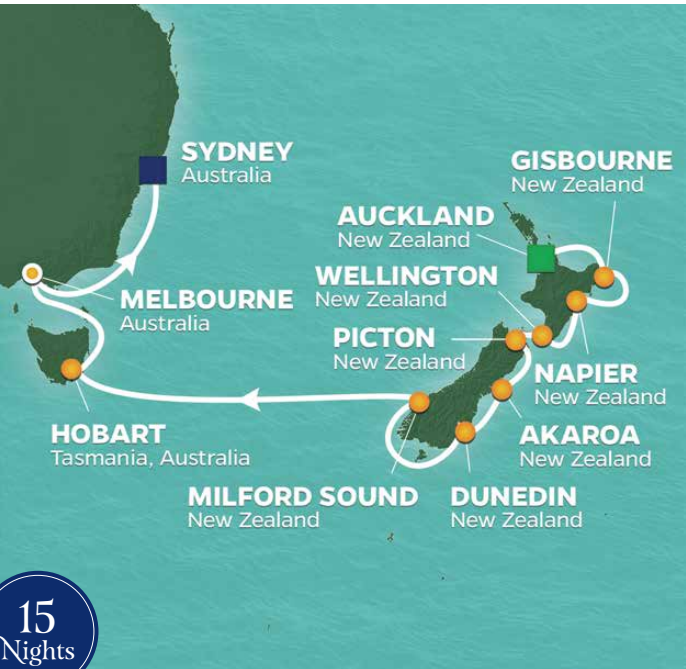 SYDNEY
Australia
GISBOURNE
New Zealand
AUCKLAND
New Zealand
WELLINGTON
New Zealand
MELBOURNE
Australia
PICTON
New Zealand
NAPIER
New Zealand
HOBART
Tasmania, Australia
AKAROA
New Zealand
MILFORD SOUND
New Zealand
DUNEDIN
New Zealand
15
Nights